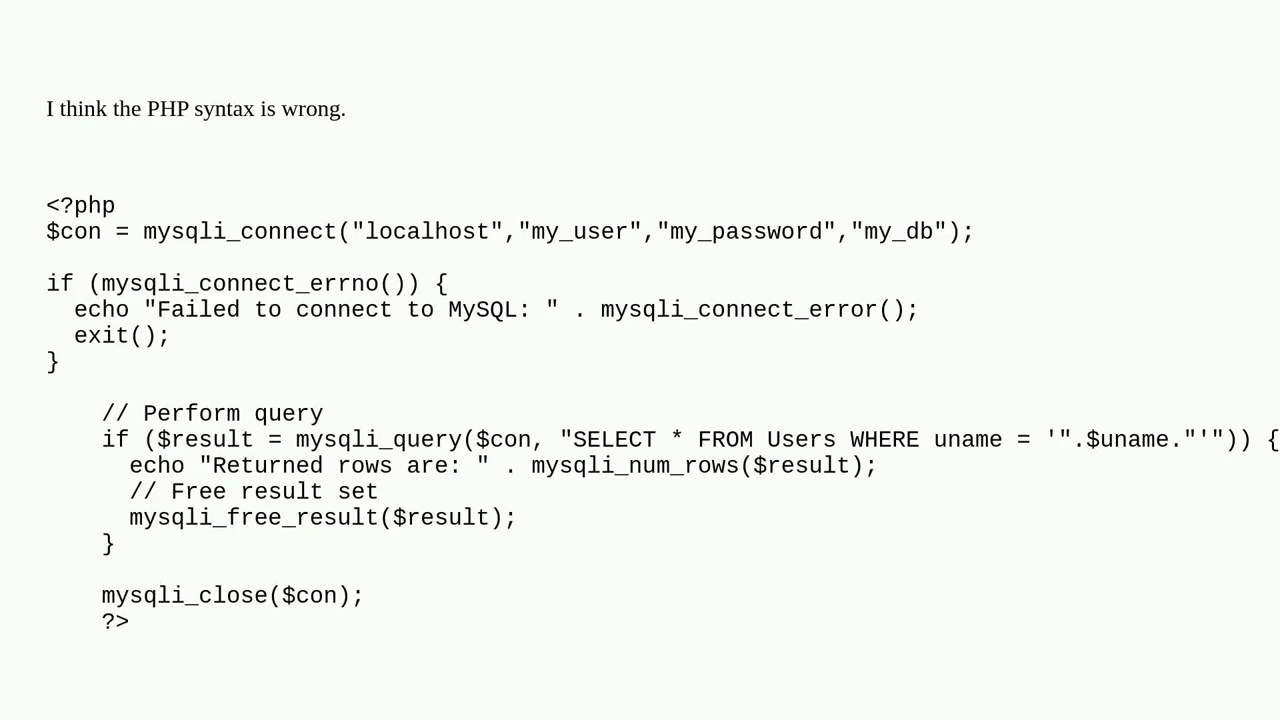 I think the PHP syntax is wrong.
<?php
$con = mysqli_connect("localhost","my_user","my_password","my_db");
if (mysqli_connect_errno()) {
  echo "Failed to connect to MySQL: " . mysqli_connect_error();
  exit();
}
    // Perform query
    if ($result = mysqli_query($con, "SELECT * FROM Users WHERE uname = '".$uname."'")) {
      echo "Returned rows are: " . mysqli_num_rows($result);
      // Free result set
      mysqli_free_result($result);
    }
    mysqli_close($con);
    ?>